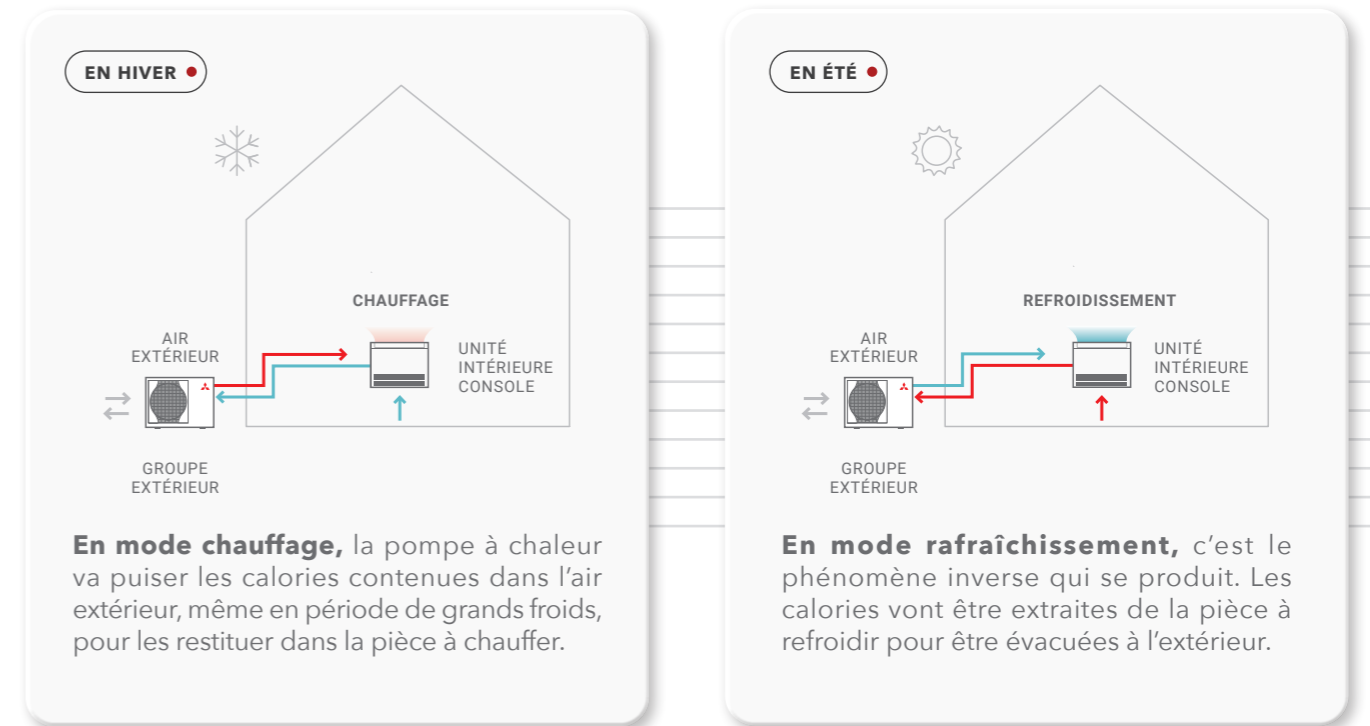 EN HIVER
CHAUFFAGE
AIR
EXTÉRIEUR
UNITÉ
INTÉRIEURE
CONSOLE
GROUPE
EXTÉRIEUR
En mode chauffage, la pompe à chaleur
va puiser les calories contenues dans l’air
extérieur, même en période de grands froids,
pour les restituer dans la pièce à chauffer.
EN ÉTÉ
REFROIDISSEMENT
AIR
EXTÉRIEUR
UNITÉ
INTÉRIEURE
CONSOLE
GROUPE
EXTÉRIEUR
En mode rafraîchissement, c’est le
phénomène inverse qui se produit. Les
calories vont être extraites de la pièce à
refroidir pour être évacuées à l’extérieur.